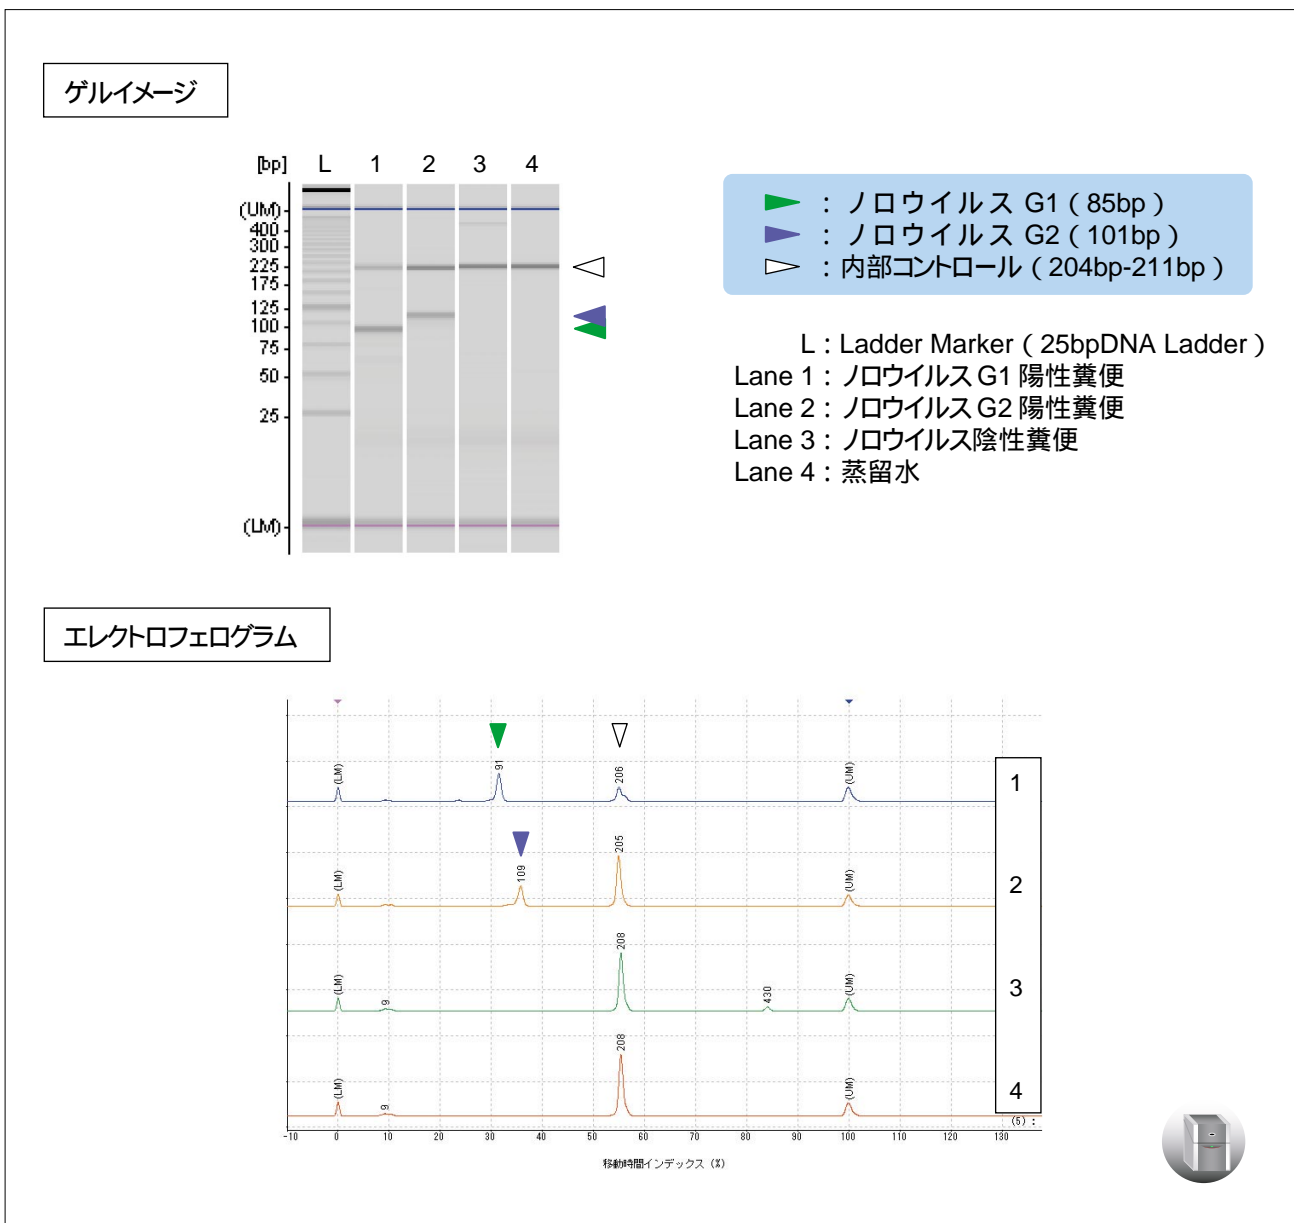 ゲルイメージ
[bp] L 1 2 3 4
(UM)
400
300
225
175
125
100
75
50
25
(LM)
: ノロウイルス G1 ( 85bp )
: ノロウイルス G2 ( 101bp )
: 内部コントロール ( 204bp-211bp )
L : Ladder Marker ( 25bpDNA Ladder )
Lane 1 : ノロウイルス G1 陽性糞便
Lane 2 : ノロウイルス G2 陽性糞便
Lane 3 : ノロウイルス陰性糞便
Lane 4 : 蒸留水
エレクトロフェログラム
(LM) 91 206 (UM) 1
(LM) 109 205 (UM) 2
(LM) 9 208 430 (UM) 3
(LM) 9 208 (UM) 4
(5) :
-10 0 10 20 30 40 50 60 70 80 90 100 110 120 130
移動時間インデックス (%)